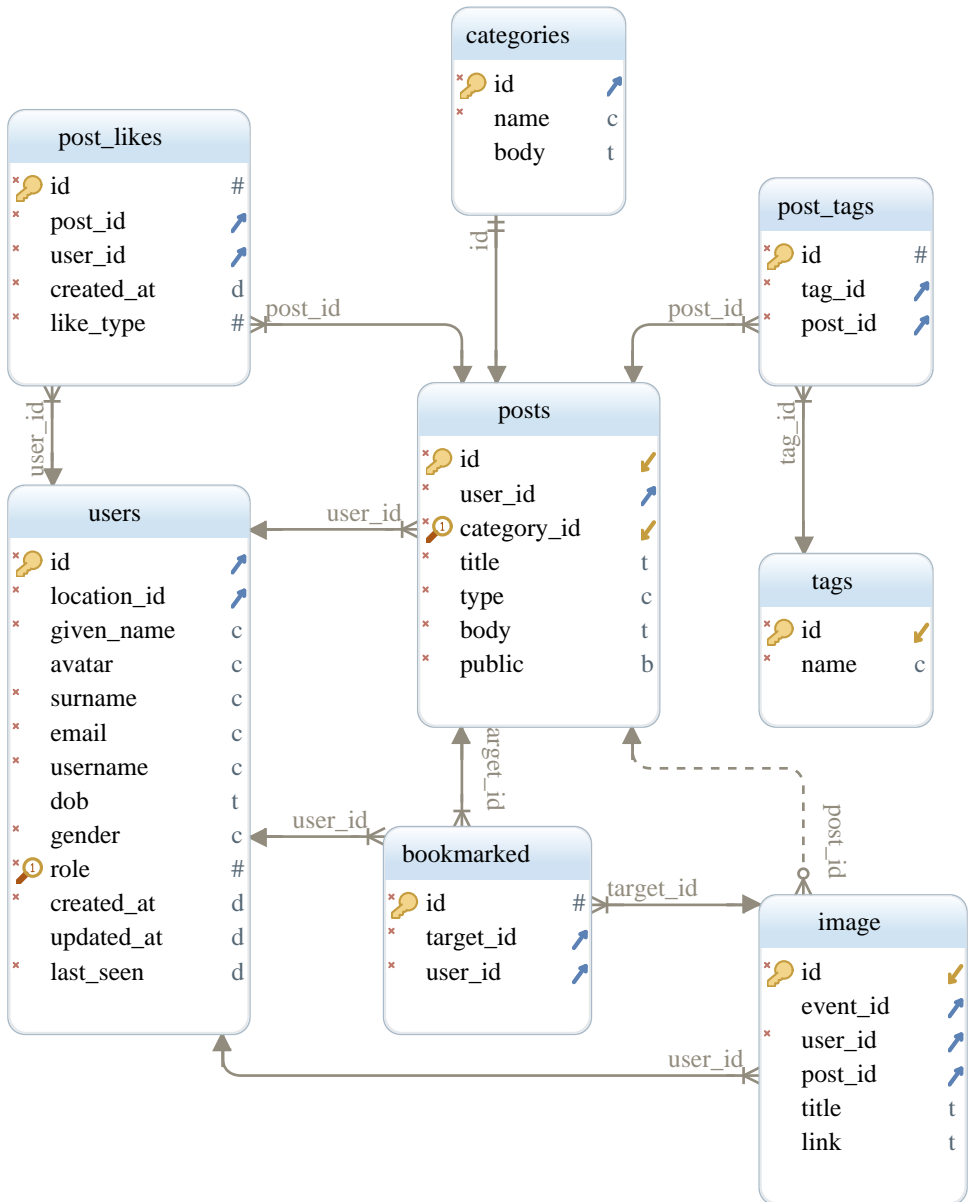 categories
id
name c
body t
post_likes
id #
post_id
user_id
created_at d
like_type #
post_tags
id #
tag_id
post_id
id
post_id
post_id
user_id
tag_id
posts
id
user_id
category_id
title t
type c
body t
public b
users
id
location_id
given_name c
avatar c
surname c
email c
username c
dob t
gender c
role #
created_at d
updated_at d
last_seen d
user_id
tags
id
name c
arget_id
post_id
user_id
bookmarked
id #
target_id
user_id
target_id
image
id
event_id
user_id
post_id
title t
link t
user_id